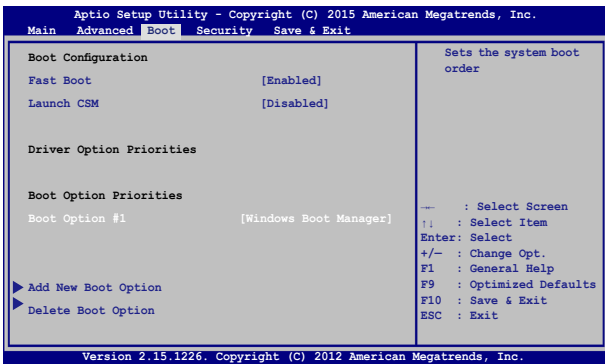 Aptio Setup Utility - Copyright (C) 2015 American Megatrends, Inc.
Main Advanced Boot Security Save & Exit
Boot Configuration
Fast Boot [Enabled]
Launch CSM [Disabled]
Driver Option Priorities
Boot Option Priorities
Boot Option #1 [Windows Boot Manager]
Add New Boot Option
Delete Boot Option
Sets the system boot
order
→← : Select Screen
↑↓ : Select Item
Enter: Select
+/— : Change Opt.
F1 : General Help
F9 : Optimized Defaults
F10 : Save & Exit
ESC : Exit
Version 2.15.1226. Copyright (C) 2012 American Megatrends, Inc.